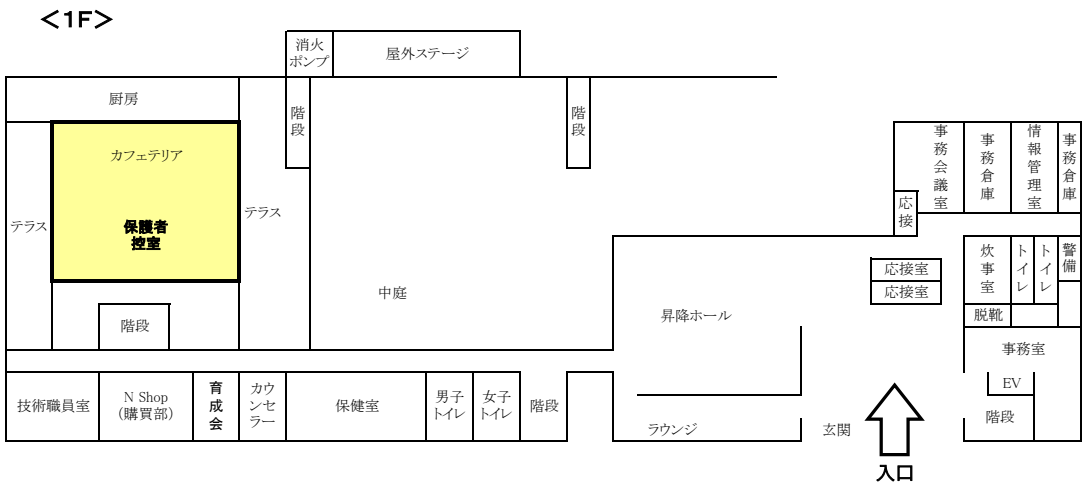 ＜1F＞
消火
ポンプ
屋外ステージ
厨房
階段
階段
カフェテリア
保護者
控室
テラス
テラス
中庭
階段
事務会議室
事務倉庫
情報管理室
事務倉庫
応接
応接室
応接室
炊事室
トイレ
トイレ
警備
脱靴
昇降ホール
事務室
EV
階段
技術職員室
N Shop
（購買部）
育成会
カウンセラー
保健室
男子
トイレ
女子
トイレ
階段
ラウンジ
玄関
入口